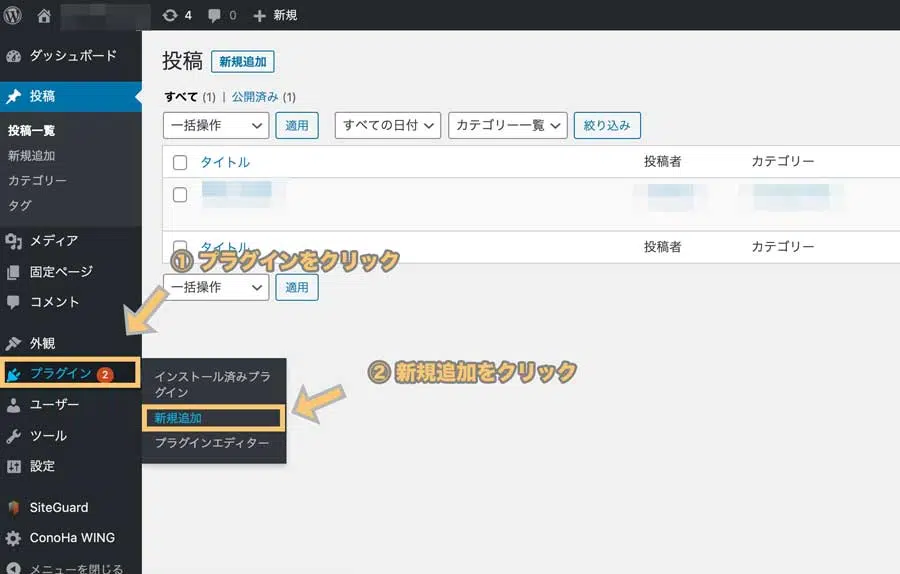 4 0 新規
ダッシュボード
投稿
投稿一覧
新規追加
カテゴリー
タグ
メディア
固定ページ
コメント
外観
プラグイン 2
ユーザー
ツール
設定
SiteGuard
ConoHa WING
メニューを閉じる
インストール済みプラ
グイン
新規追加
プラグインエディター
投稿 新規追加
すべて (1) | 公開済み (1)
一括操作 適用 すべての日付 カテゴリー一覧 絞り込み
タイトル 投稿者 カテゴリー
タイトル 投稿者 カテゴリー
① プラグインをクリック
一括操作 適用
② 新規追加をクリック